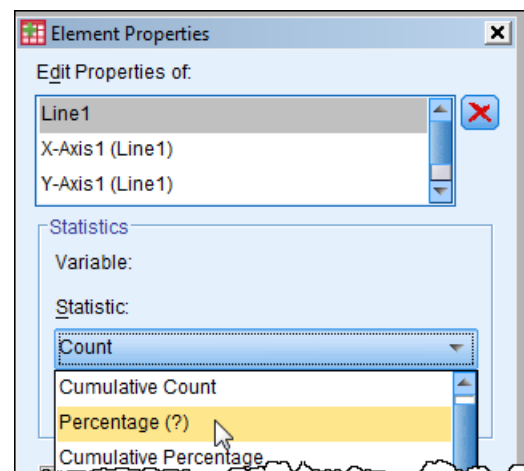 Element Properties
Edit Properties of:
Line1
X-Axis1 (Line1)
Y-Axis1 (Line1)
Statistics
Variable:
Statistic:
Count
Cumulative Count
Percentage (?)
Cumulative Percentage